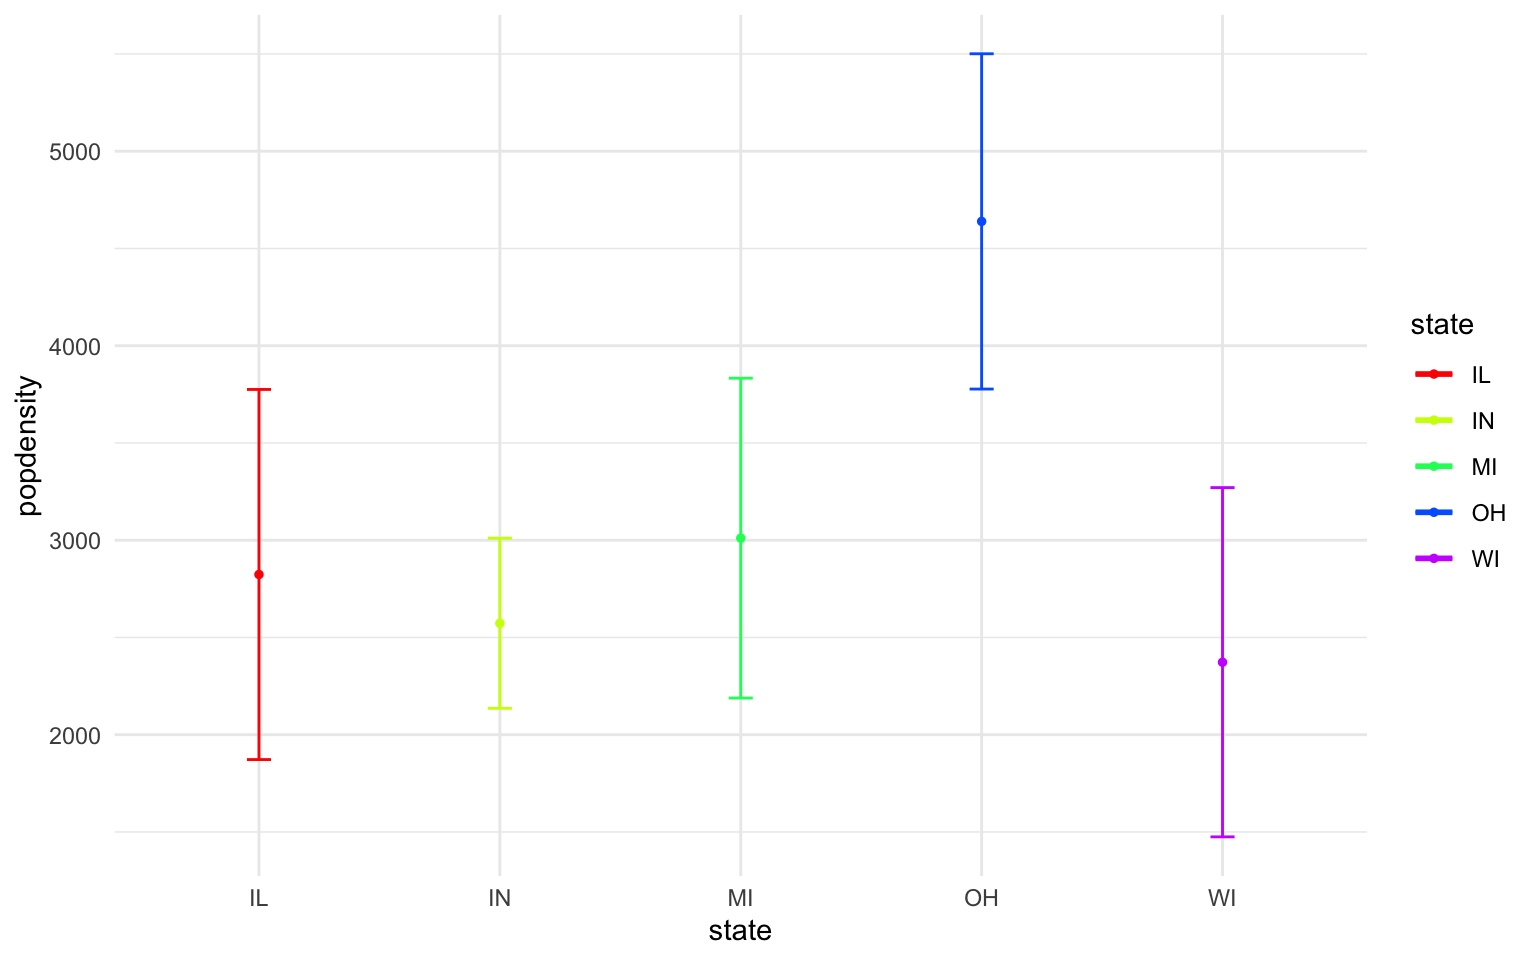 popdensity
5000
4000
3000
2000
IL IN MI OH WI
state
state
IL
IN
MI
OH
WI